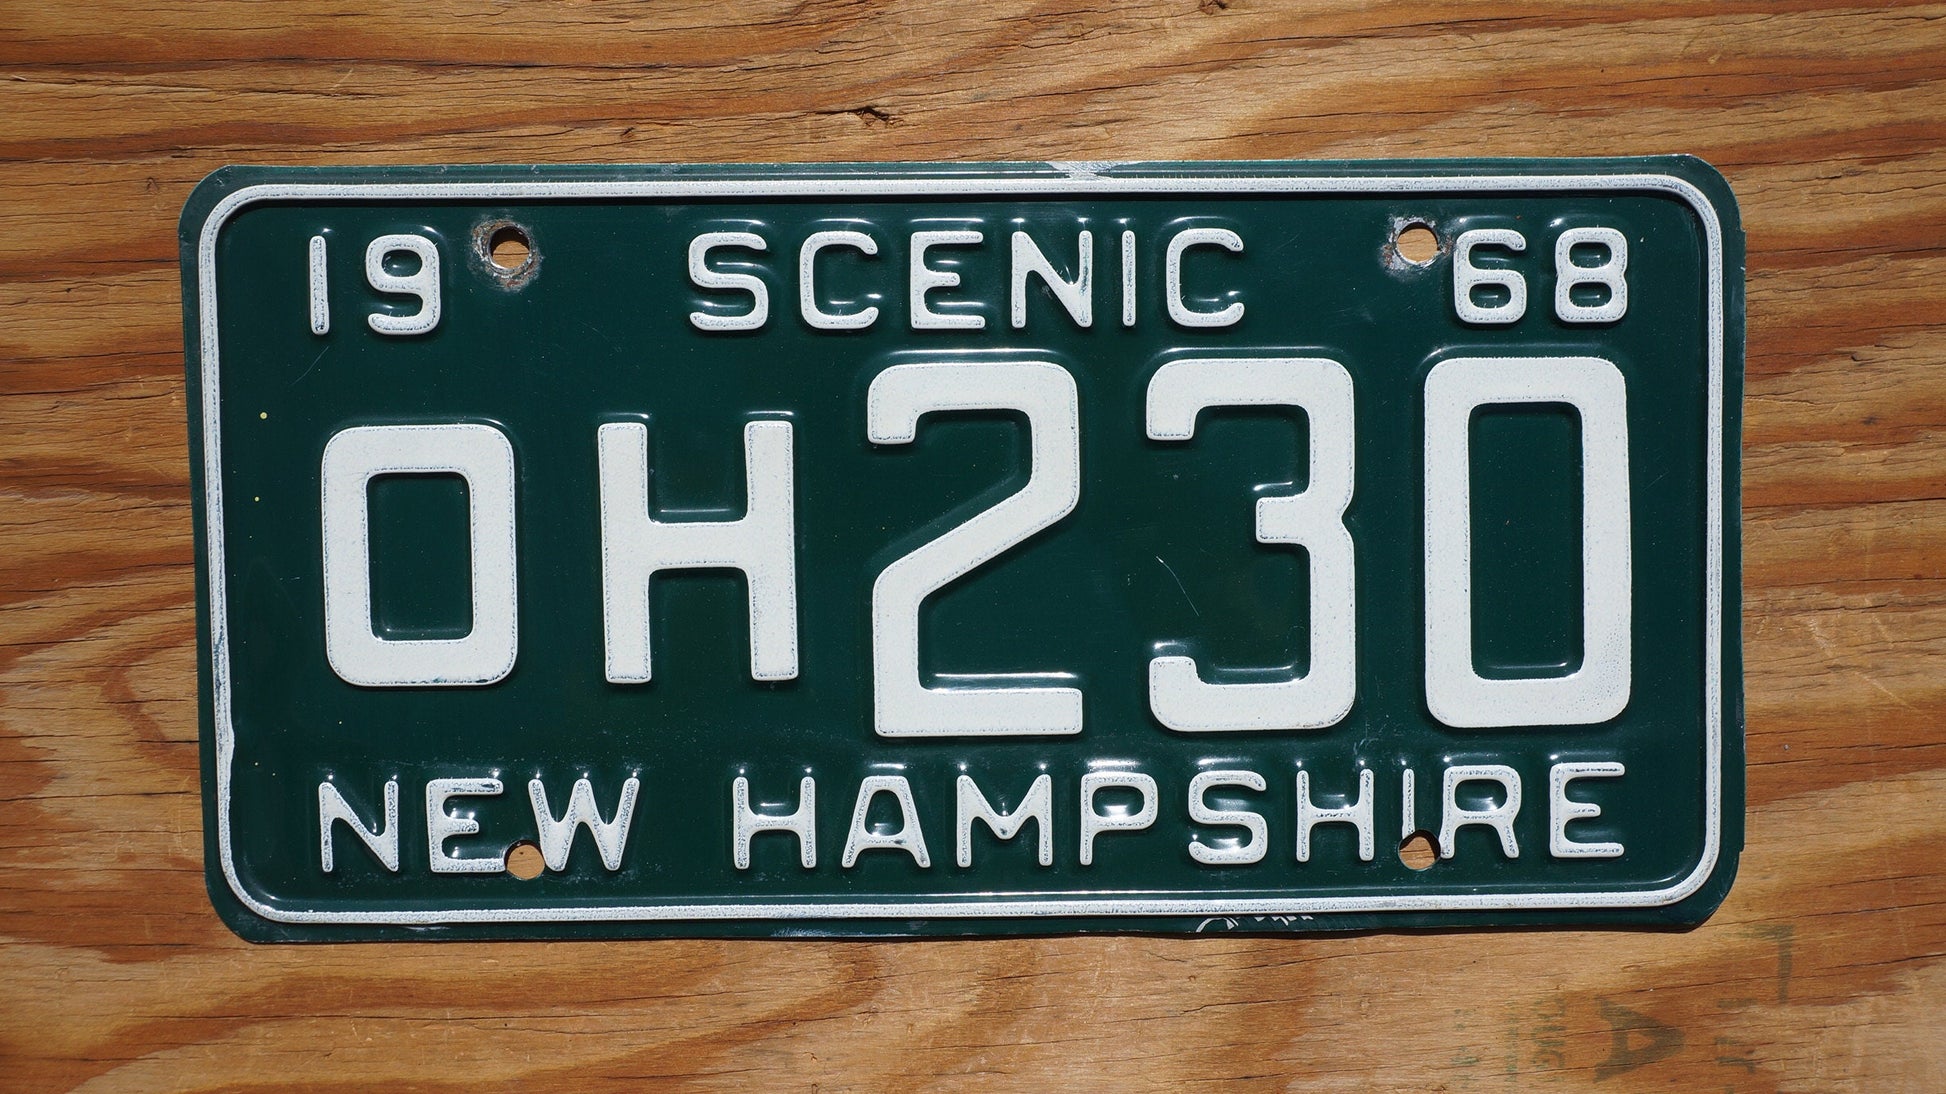 19 SCENIC 68
OH230
NEW HAMPSHIRE